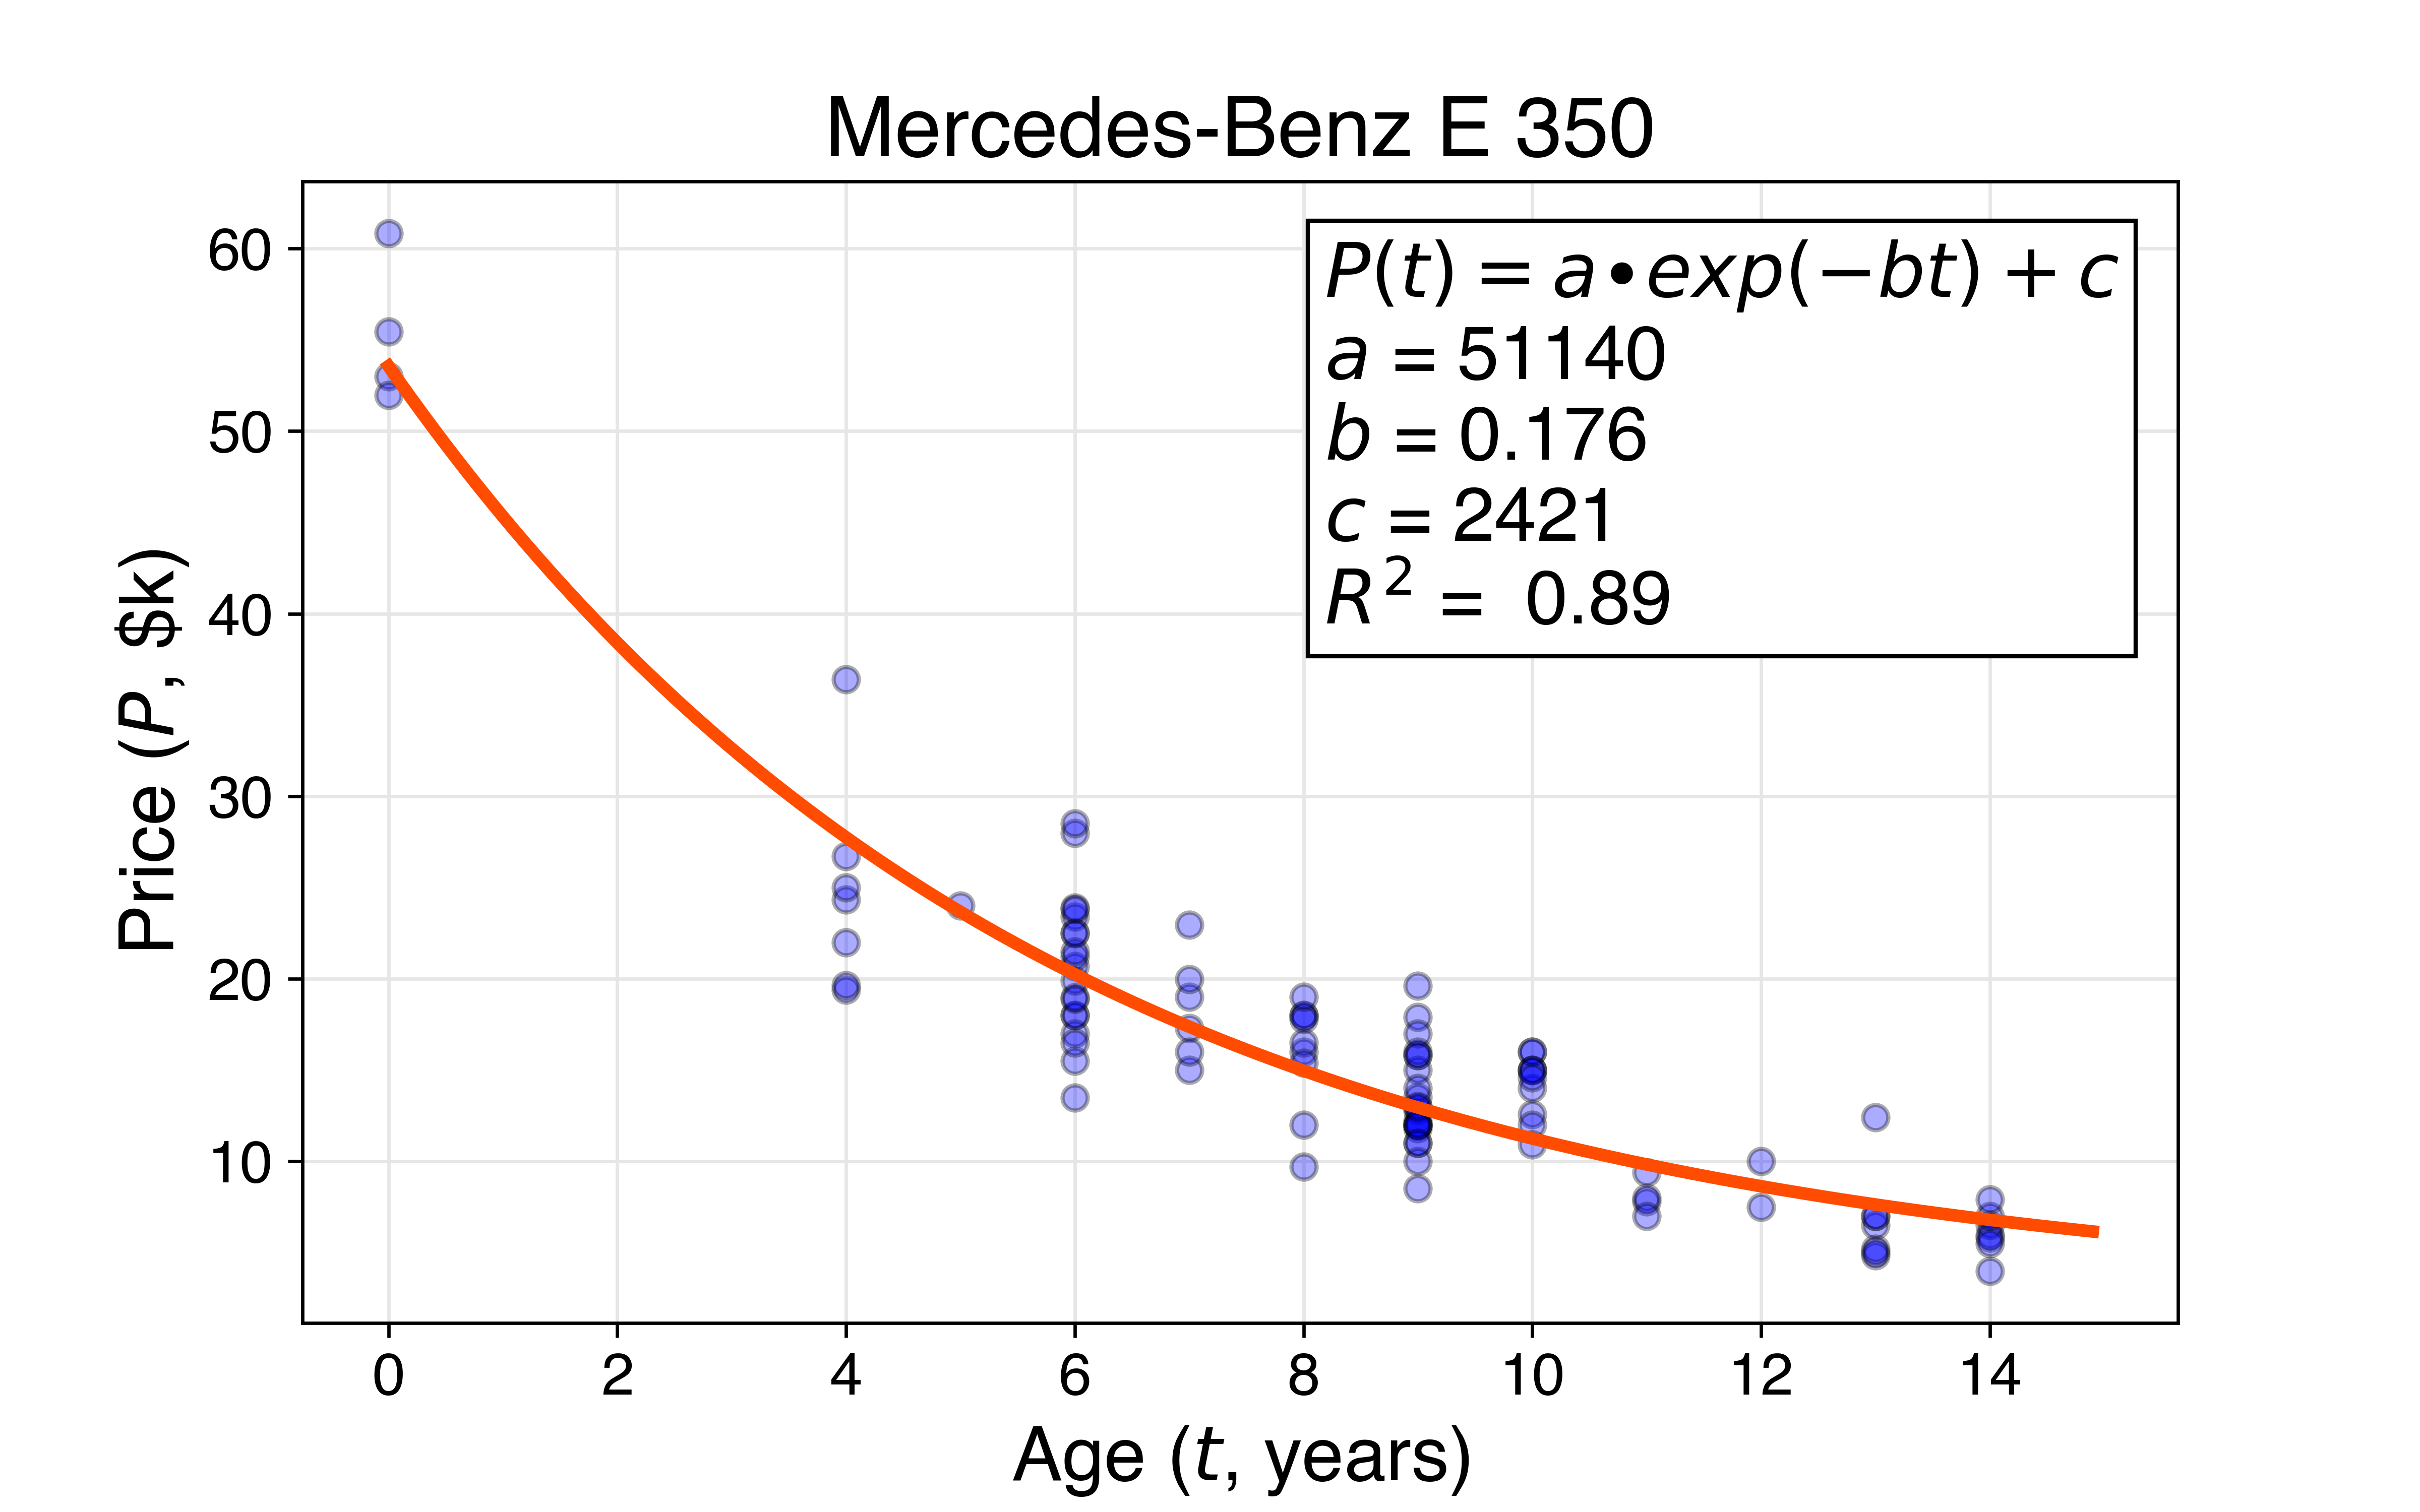 Mercedes-Benz E 350
P(t) = a•exp(−bt) + c
a = 51140
b = 0.176
c = 2421
R² = 0.89
Price (P, $k)
60
50
40
30
20
10
0 2 4 6 8 10 12 14
Age (t, years)